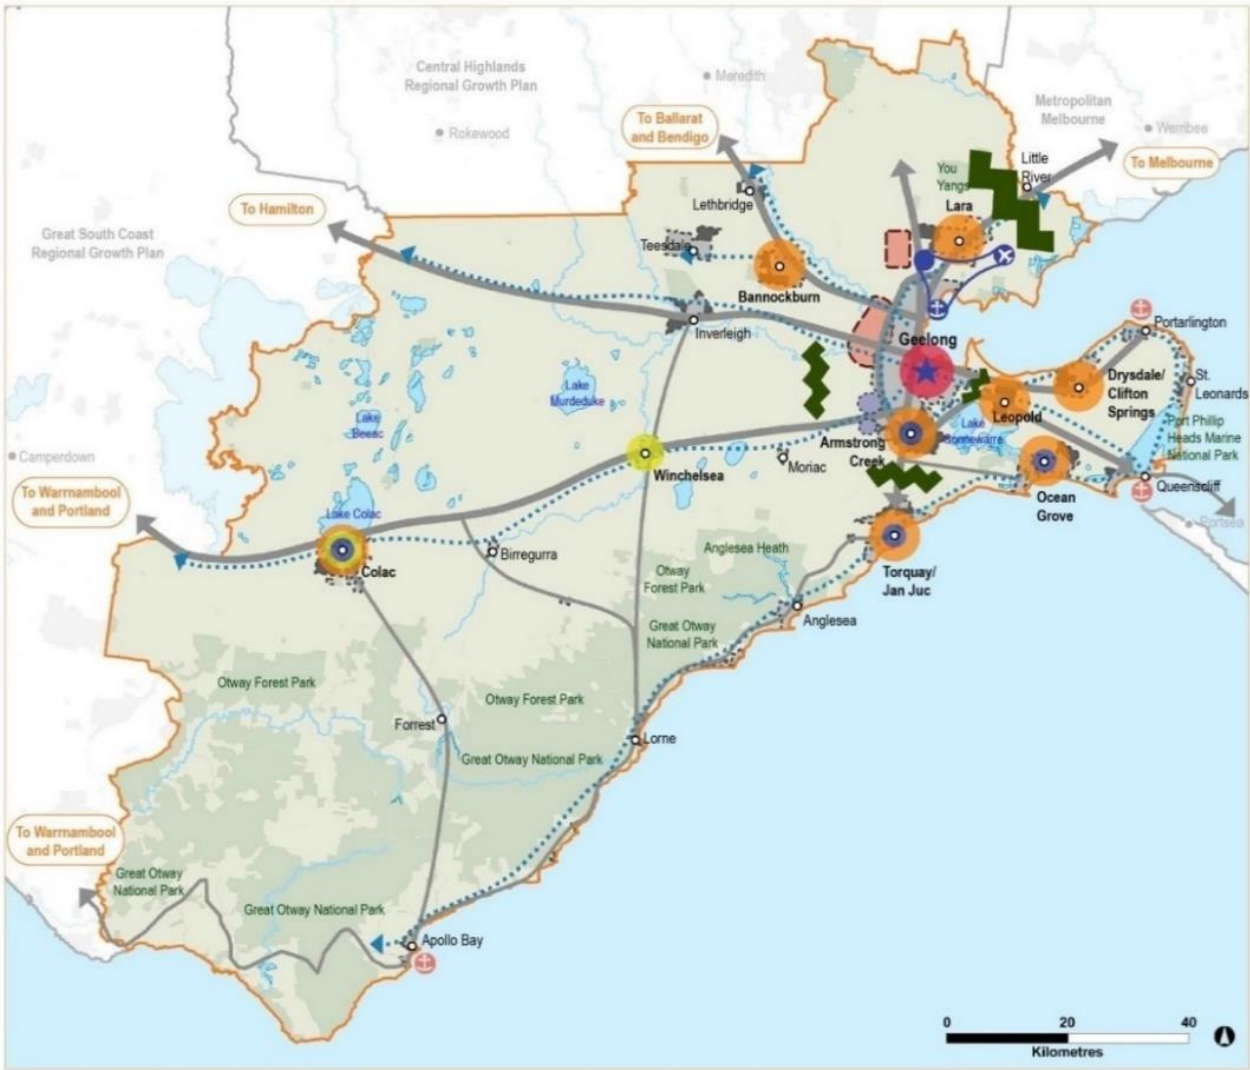 Central Highlands
Regional Growth Plan
Meredith
Rokewood
Metropolitan
Melbourne
Werribee
To Ballarat
and Bendigo
To Melbourne
Little
River
You
Yangs
Lara
Lethbridge
To Hamilton
Great South Coast
Regional Growth Plan
Teesdale
Bannockburn
Inverleigh
Geelong
Portarlington
Drysdale/
Clifton
Springs
St.
Leonards
Leopold
Lake
Murdeduke
Lake
Beeac
Lake
Connewarre
Port Phillip
Heads Marine
National Park
Armstrong
Creek
Camperdown
Winchelsea
Moriac
Queenscliff
Ocean
Grove
Portsea
To Warrnambool
and Portland
Lake Colac
Colac
Birregurra
Anglesea Heath
Otway
Forest Park
Torquay/
Jan Juc
Great Otway
National Park
Anglesea
Otway Forest Park
Otway Forest Park
Forrest
Lorne
Great Otway National Park
To Warrnambool
and Portland
Great Otway
National Park
Great Otway National Park
Apollo Bay
0 20 40
Kilometres